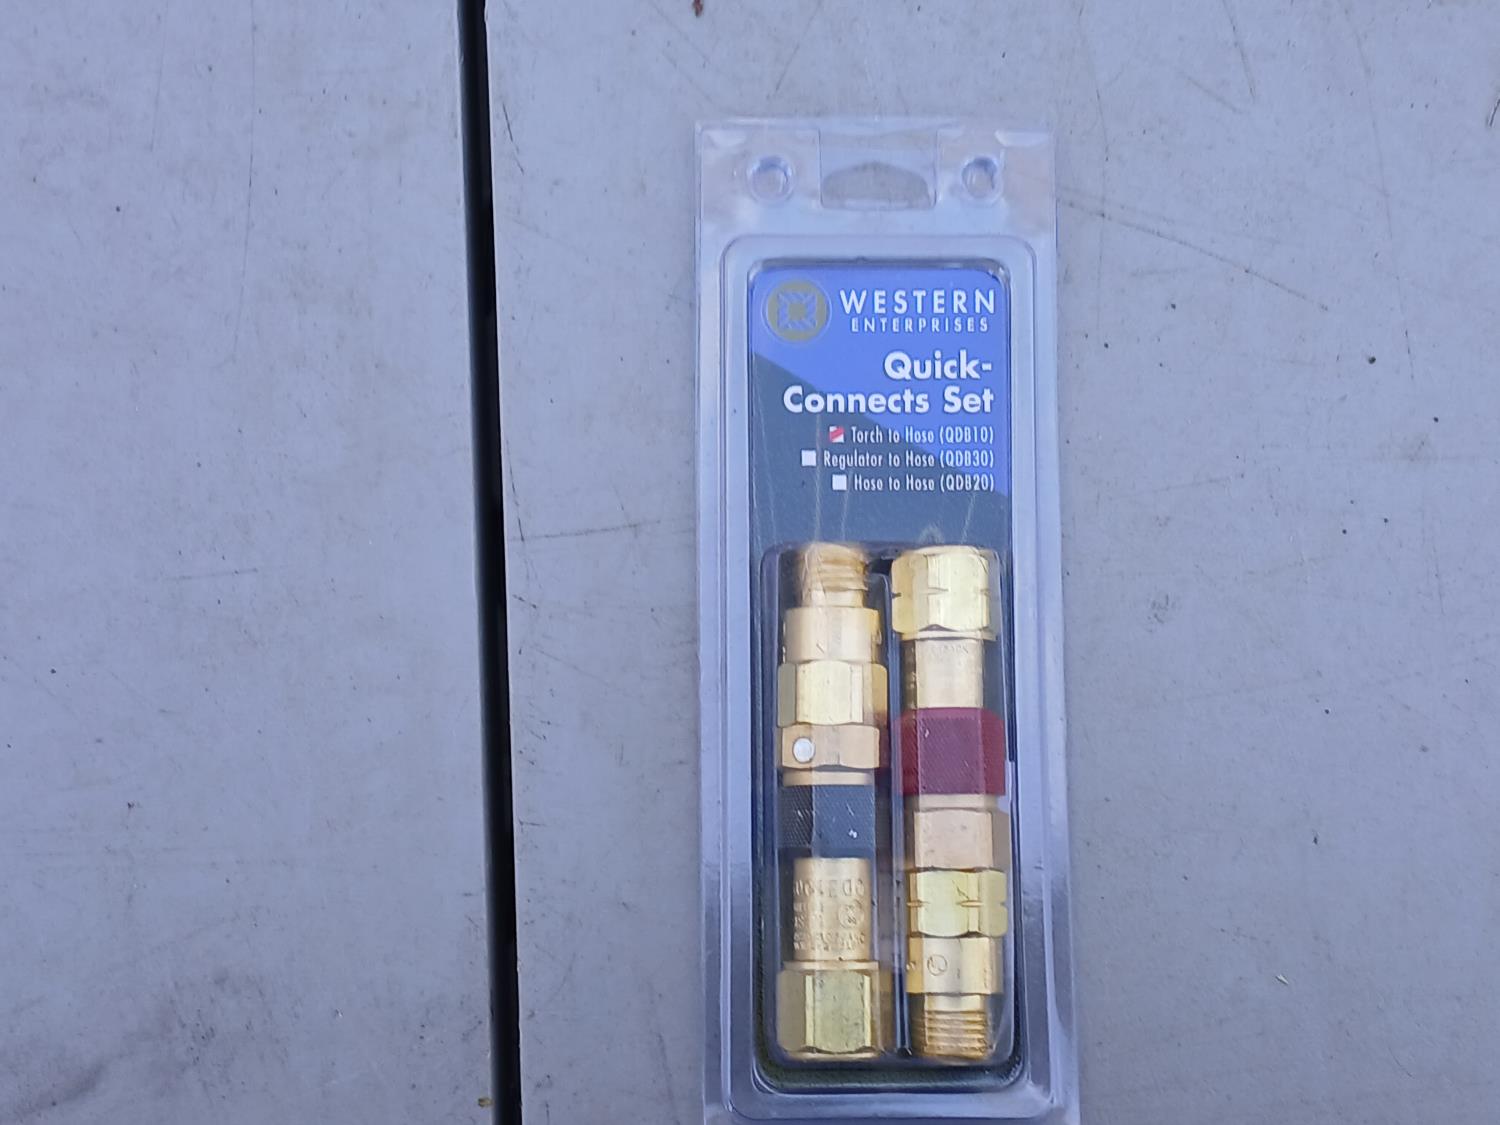 WESTERN
ENTERPRISES
Quick-
Connects Set
Torch to Hose (QDB10)
Regulator to Hose (QDB30)
Hose to Hose (QDB20)